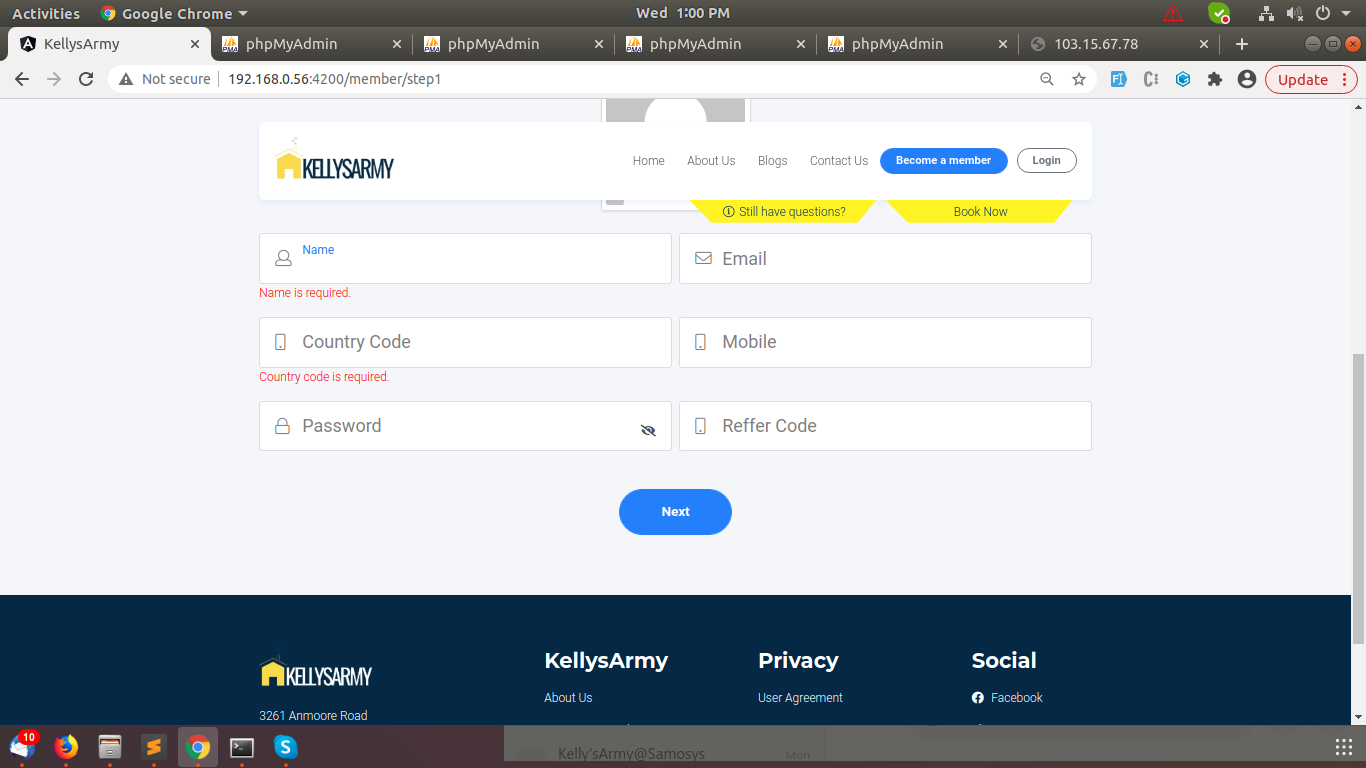 Activities Google Chrome Wed 1:00 PM
KellysArmy phpMyAdmin phpMyAdmin phpMyAdmin phpMyAdmin 103.15.67.78
Not secure 192.168.0.56:4200/member/step1 Update
KELLYSARMY Home About Us Blogs Contact Us Become a member Login
Still have questions? Book Now
Name Email
Name is required.
Country Code Mobile
Country code is required.
Password Reffer Code
Next
KELLYSARMY KellysArmy Privacy Social
About Us User Agreement Facebook
3261 Anmoore Road
10
Kelly'sArmy@Samosys Mon